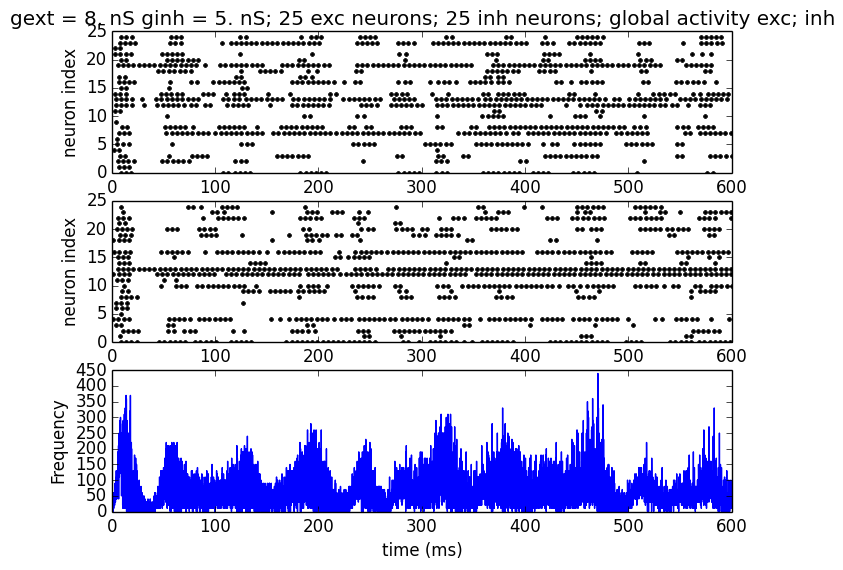 gext = 8. nS ginh = 5. nS; 25 exc neurons; 25 inh neurons; global activity exc; inh
25
20
15
10
5
0
neuron index
0 100 200 300 400 500 600
25
20
15
10
5
0
neuron index
0 100 200 300 400 500 600
450
400
350
300
250
200
150
100
50
0
Frequency
0 100 200 300 400 500 600
time (ms)